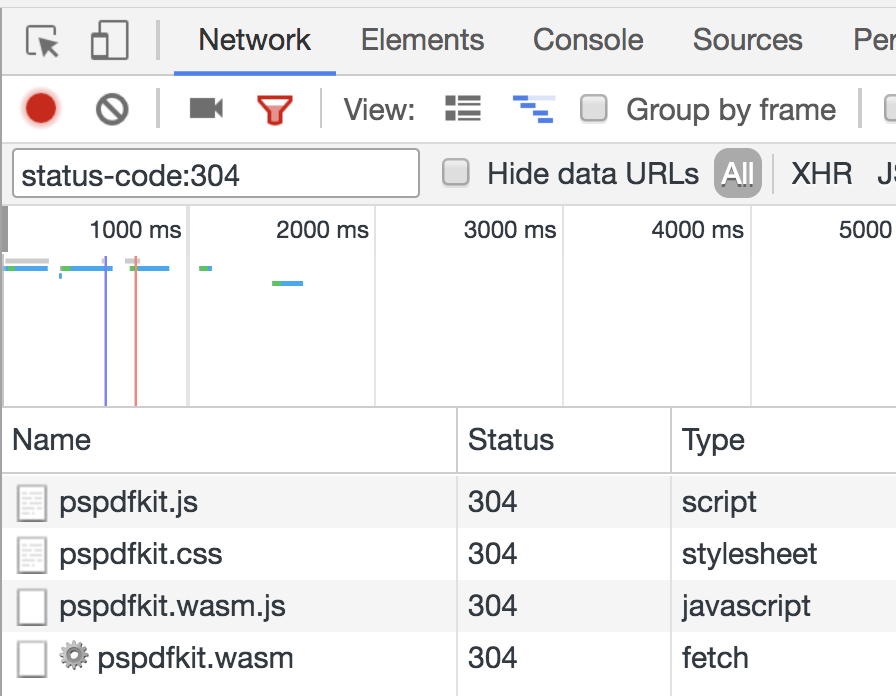 Network Elements Console Sources Per
View: Group by frame
status-code:304 Hide data URLs All XHR JS
1000 ms 2000 ms 3000 ms 4000 ms 5000
Name Status Type
pspdfkit.js 304 script
pspdfkit.css 304 stylesheet
pspdfkit.wasm.js 304 javascript
pspdfkit.wasm 304 fetch